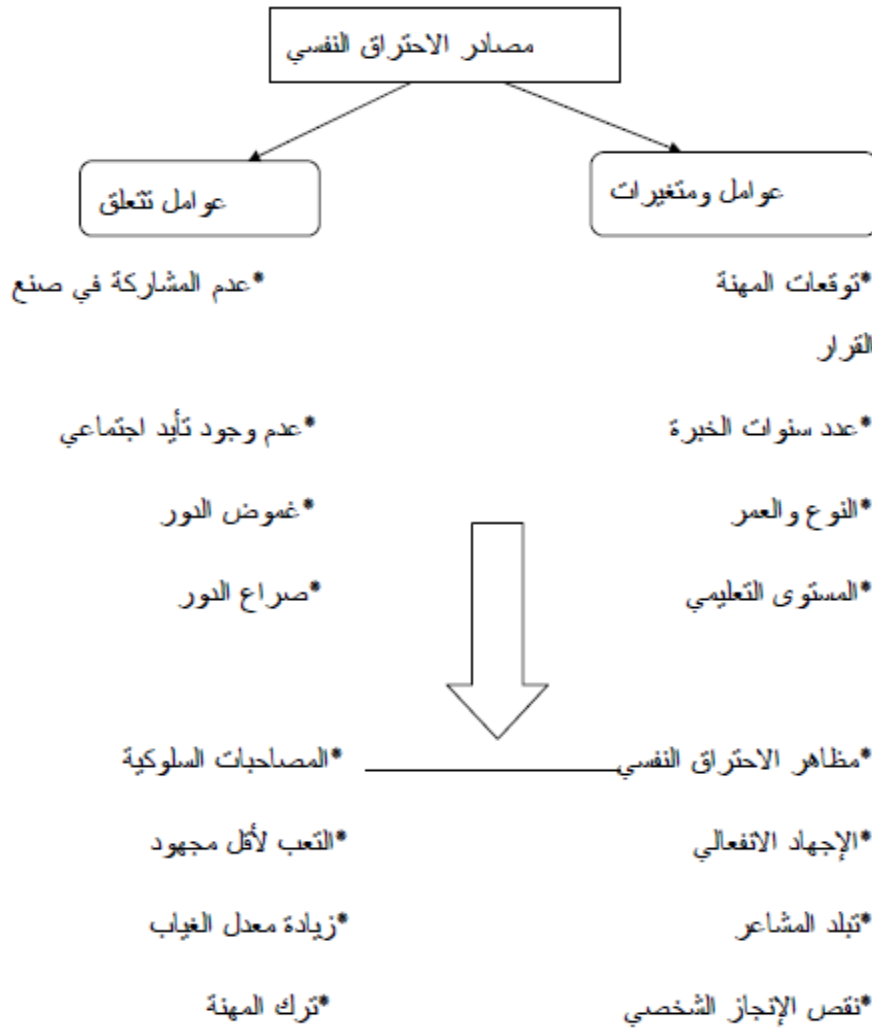 مصادر الاحتراق النفسي
عوامل ومتغيرات
عوامل تتعلق
*توقعات المهنة *عدم المشاركة في صنع
القرار
*عدد سنوات الخبرة *عدم وجود تأيد اجتماعي
*النوع والعمر *غموض الدور
*المستوى التعليمي *صراع الدور
*مظاهر الاحتراق النفسي *المصاحبات السلوكية
*الإجهاد الانفعالي *التعب لأقل مجهود
*تبلد المشاعر *زيادة معدل الغياب
*نقص الإنجاز الشخصي *ترك المهنة